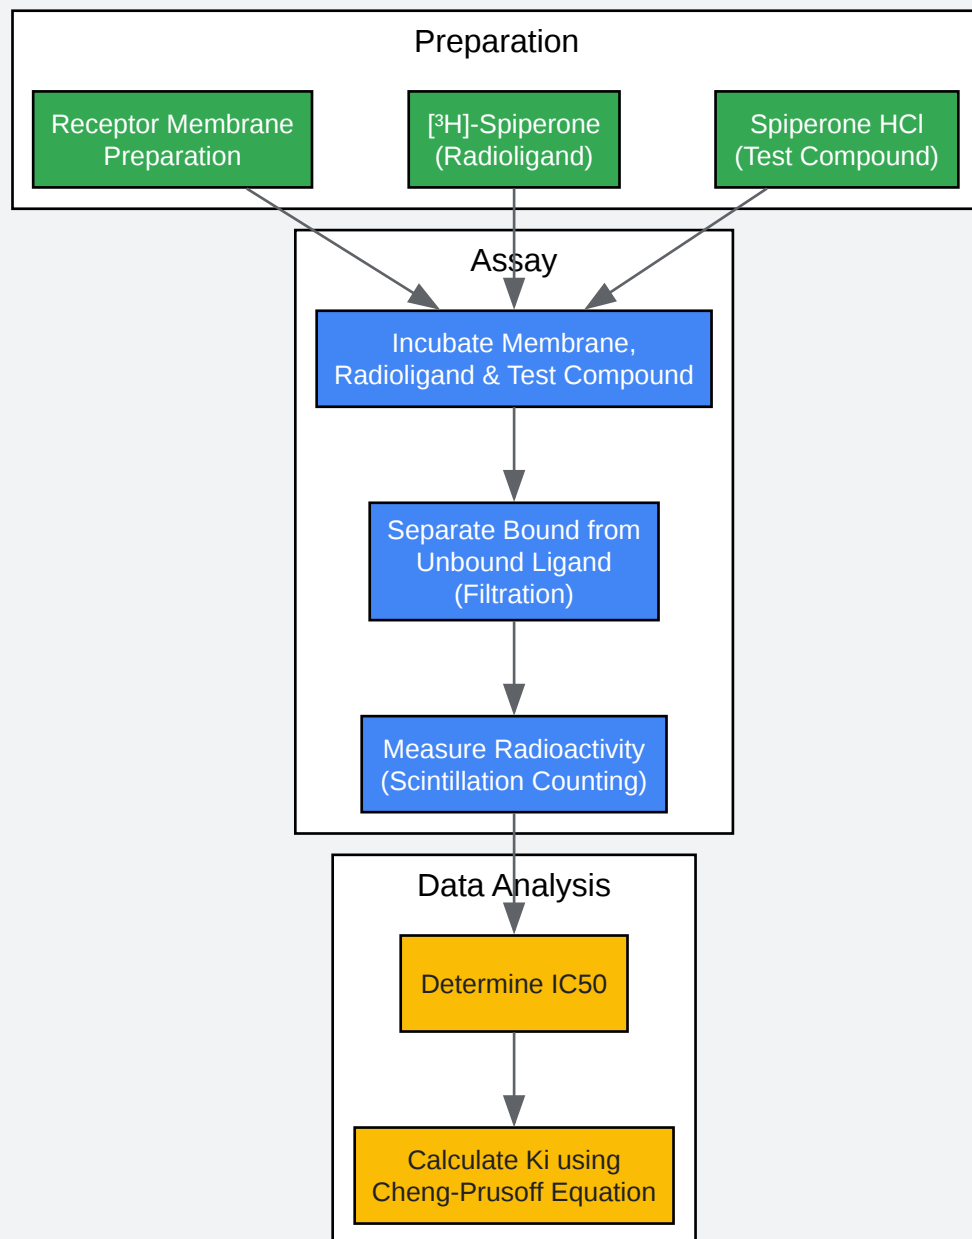 Preparation
Receptor Membrane
Preparation
[³H]-Spiperone
(Radioligand)
Spiperone HCl
(Test Compound)
Assay
Incubate Membrane,
Radioligand & Test Compound
Separate Bound from
Unbound Ligand
(Filtration)
Measure Radioactivity
(Scintillation Counting)
Data Analysis
Determine IC50
Calculate Ki using
Cheng-Prusoff Equation